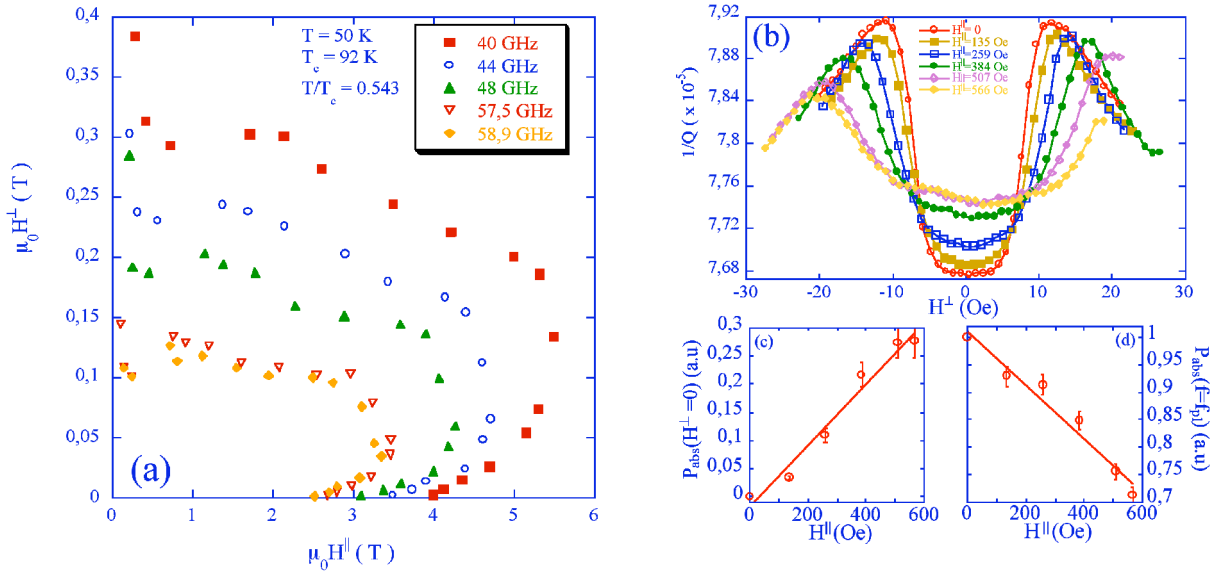 0,4
0,35
0,3
0,25
0,2
0,15
0,1
0,05
0
μ₀H⊥(T)
T = 50 K
T_c = 92 K
T/T_c = 0.543
40 GHz
44 GHz
48 GHz
57,5 GHz
58,9 GHz
(a)
0 1 2 3 4 5 6
μ₀H∥(T)
7,92
7,88
7,84
7,8
7,76
7,72
7,68
1/Q (x 10⁻⁵)
(b)
H∥= 0
H∥=135 Oe
H∥=259 Oe
H∥=384 Oe
H∥=507 Oe
H∥=566 Oe
-30 -20 -10 0 10 20 30
H⊥ (Oe)
0,3
0,25
0,2
0,15
0,1
0,05
0
P_abs(H⊥=0) (a.u)
(c)
0 200 400 600
H∥(Oe)
(d)
1
0,95
0,9
0,85
0,8
0,75
0,7
P_abs(f=f_pl) (a.u)
0 200 400 600
H∥(Oe)